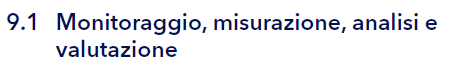 9.1 Monitoraggio, misurazione, analisi e
valutazione